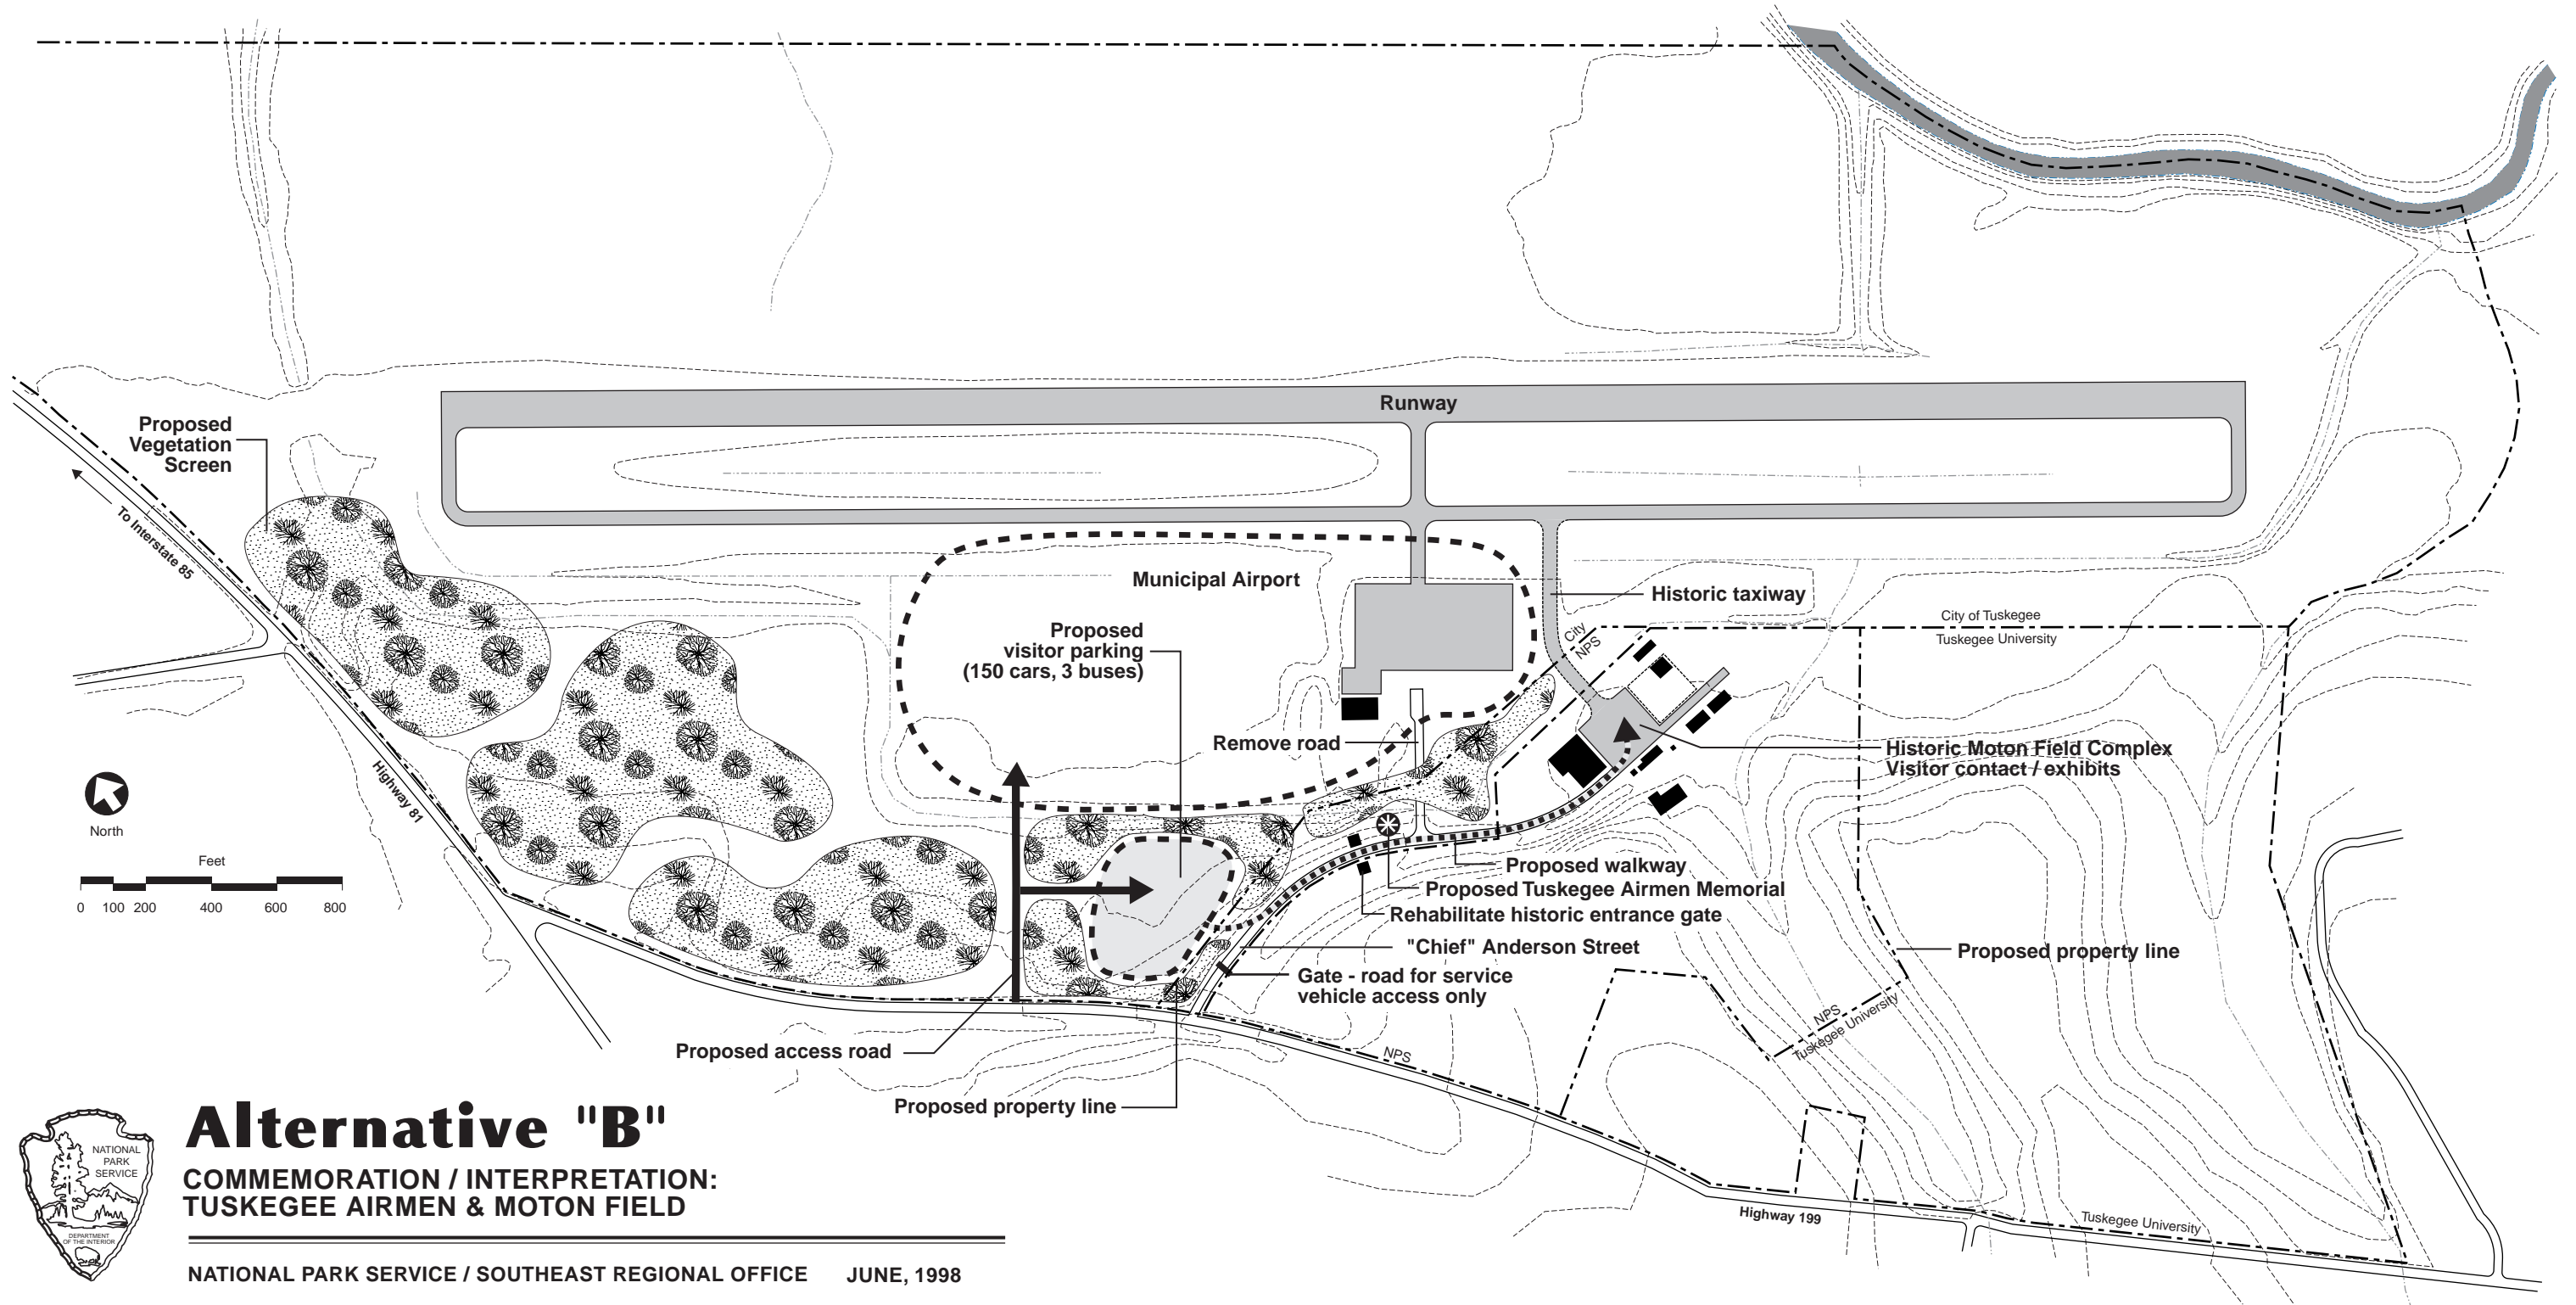 Runway
Proposed
Vegetation
Screen
To Interstate 85
Municipal Airport
Historic taxiway
City of Tuskegee
Tuskegee University
City
NPS
Proposed
visitor parking
(150 cars, 3 buses)
Remove road
Historic Moton Field Complex
Visitor contact / exhibits
Highway 81
North
Feet
0 100 200 400 600 800
Proposed walkway
Proposed Tuskegee Airmen Memorial
Rehabilitate historic entrance gate
"Chief" Anderson Street
Gate - road for service
vehicle access only
Proposed property line
NPS
Tuskegee University
Proposed access road
NPS
Proposed property line
Highway 199
Tuskegee University
NATIONAL
PARK
SERVICE
DEPARTMENT
OF THE INTERIOR
Alternative "B"
COMMEMORATION / INTERPRETATION:
TUSKEGEE AIRMEN & MOTON FIELD
NATIONAL PARK SERVICE / SOUTHEAST REGIONAL OFFICE JUNE, 1998